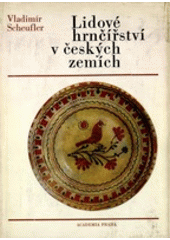 Vladimír
Scheufler
Lidové
hrnčířství
v českých
zemích
ACADEMIA PRAHA